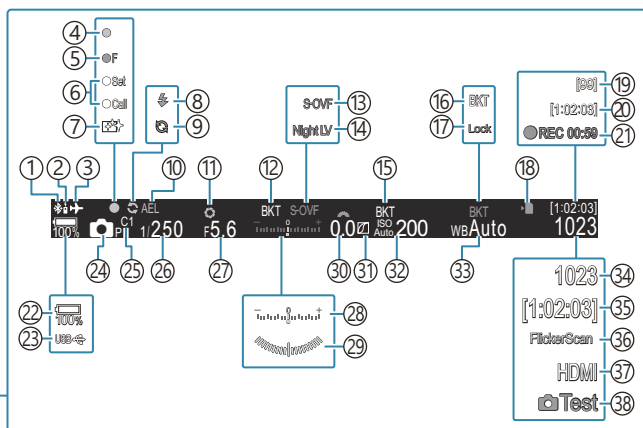 ④
⑤ F
⑥ Set
Call
⑦
⑧
⑨
S-OVF ⑬
Night LV ⑭
⑯ BKT
⑰ Lock
[99] ⑲
[1:02:03] ⑳
REC 00:59 ㉑
① ② ③ ⑩ ⑪ ⑫ ⑮ ⑱
AEL BKT S-OVF BKT BKT [1:02:03]
100% C1 1/250 F5.6 − 0 + 0.0 ISO Auto 200 WB Auto 1023
㉔ ㉕ ㉖ ㉗ ㉚ ㉛ ㉜ ㉝
㉒ 100%
㉓ USB
− 0 + ㉘
㉙
1023 ㉞
[1:02:03] ㉟
FlickerScan ㊱
HDMI ㊲
Test ㊳